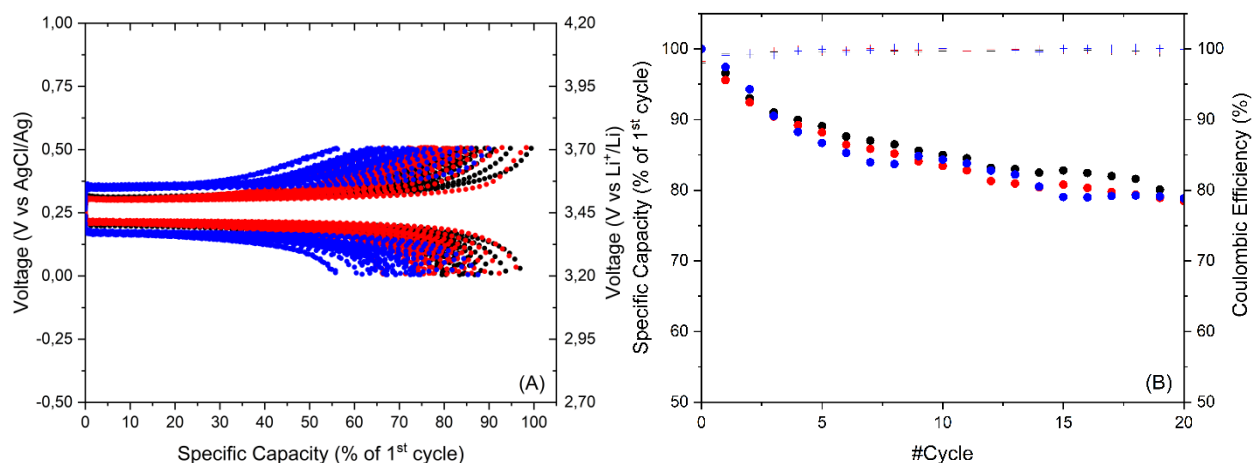 1,00
0,75
0,50
0,25
0,00
-0,25
-0,50
Voltage (V vs AgCl/Ag)
0 10 20 30 40 50 60 70 80 90 100
Specific Capacity (% of 1st cycle)
4,20
3,95
3,70
3,45
3,20
2,95
2,70
Voltage (V vs Li+/Li)
(A)
100
90
80
70
60
50
Specific Capacity (% of 1st cycle)
0 5 10 15 20
#Cycle
100
90
80
70
60
50
Coulombic Efficiency (%)
(B)